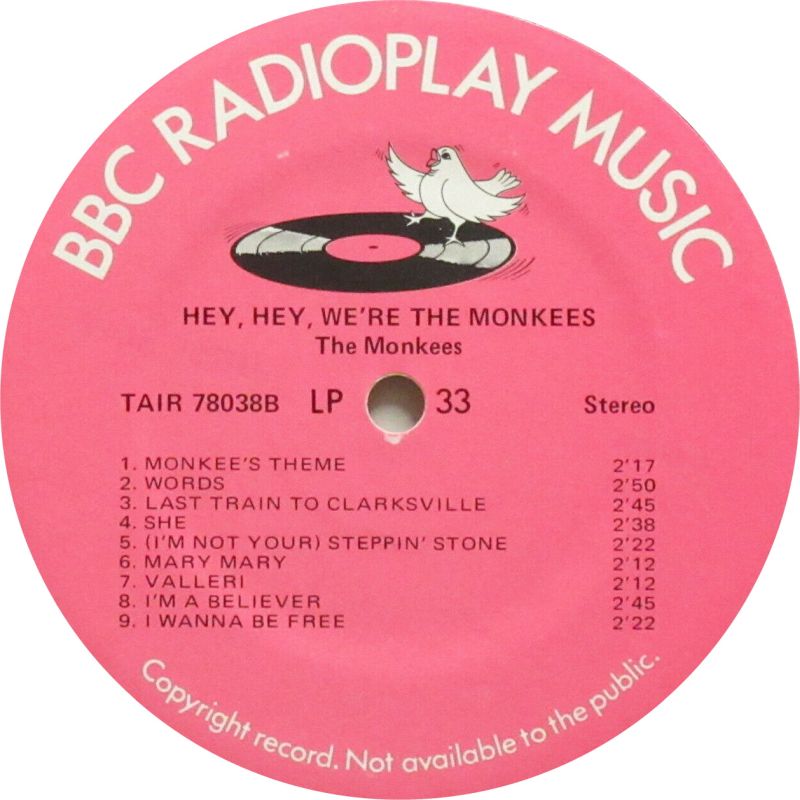 BBC RADIOPLAY MUSIC
HEY, HEY, WE'RE THE MONKEES
The Monkees
TAIR 78038B LP 33 Stereo
1. MONKEE'S THEME 2'17
2. WORDS 2'50
3. LAST TRAIN TO CLARKSVILLE 2'45
4. SHE 2'38
5. (I'M NOT YOUR) STEPPIN' STONE 2'22
6. MARY MARY 2'12
7. VALLERI 2'12
8. I'M A BELIEVER 2'45
9. I WANNA BE FREE 2'22
Copyright record. Not available to the public.